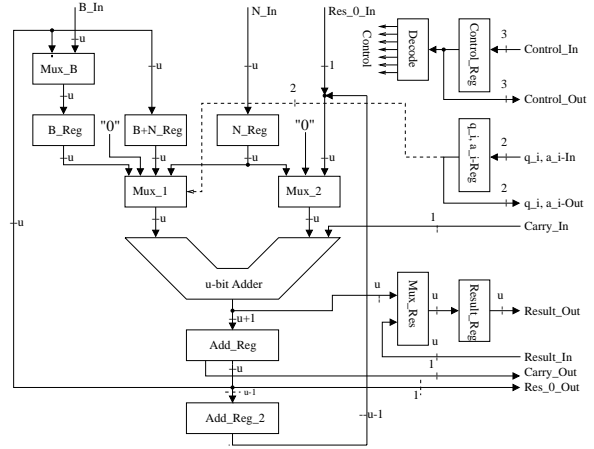 B_In
N_In
Res_0_In
Control_In
Control_Reg
Decode
Control
3
3
Control_Out
Mux_B
u
u
u
1
2
u
B_Reg
"0"
B+N_Reg
N_Reg
"0"
q_i, a_i-Reg
2
q_i, a_i-In
2
q_i, a_i-Out
u
u
u
u
Mux_1
Mux_2
u
u
1
Carry_In
u
u-bit Adder
u
Mux_Res
u
Result_Reg
u
Result_Out
u+1
Add_Reg
u
Result_In
u
1
Carry_Out
Res_0_Out
u-1
1
Add_Reg_2
u-1